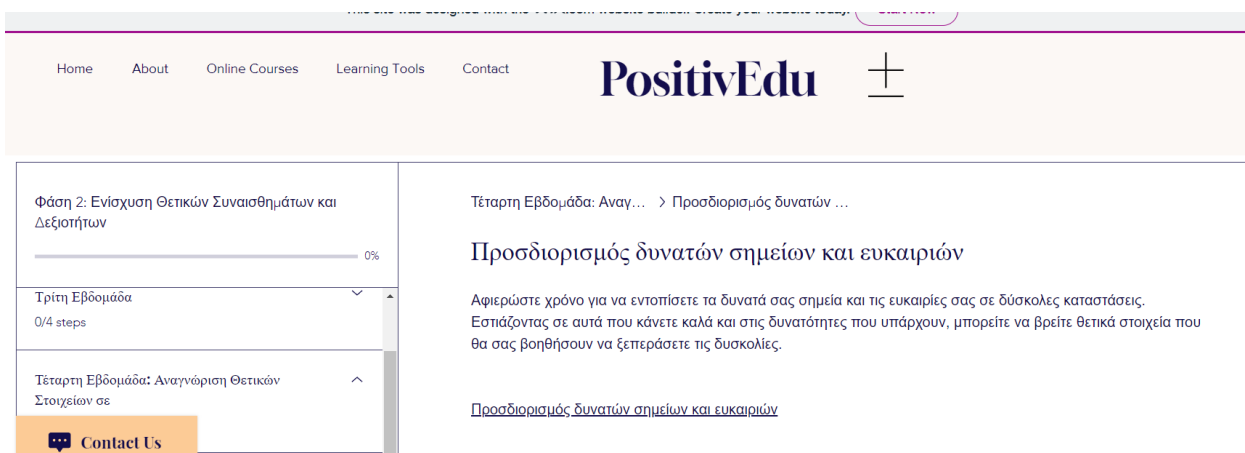 Home About Online Courses Learning Tools Contact PositivEdu
Φάση 2: Ενίσχυση Θετικών Συναισθημάτων και
Δεξιοτήτων
0%
Τρίτη Εβδομάδα
0/4 steps
Τέταρτη Εβδομάδα: Αναγνώριση Θετικών
Στοιχείων σε
Contact Us
Τέταρτη Εβδομάδα: Αναγ… > Προσδιορισμός δυνατών …
Προσδιορισμός δυνατών σημείων και ευκαιριών
Αφιερώστε χρόνο για να εντοπίσετε τα δυνατά σας σημεία και τις ευκαιρίες σας σε δύσκολες καταστάσεις.
Εστιάζοντας σε αυτά που κάνετε καλά και στις δυνατότητες που υπάρχουν, μπορείτε να βρείτε θετικά στοιχεία που
θα σας βοηθήσουν να ξεπεράσετε τις δυσκολίες.
Προσδιορισμός δυνατών σημείων και ευκαιριών